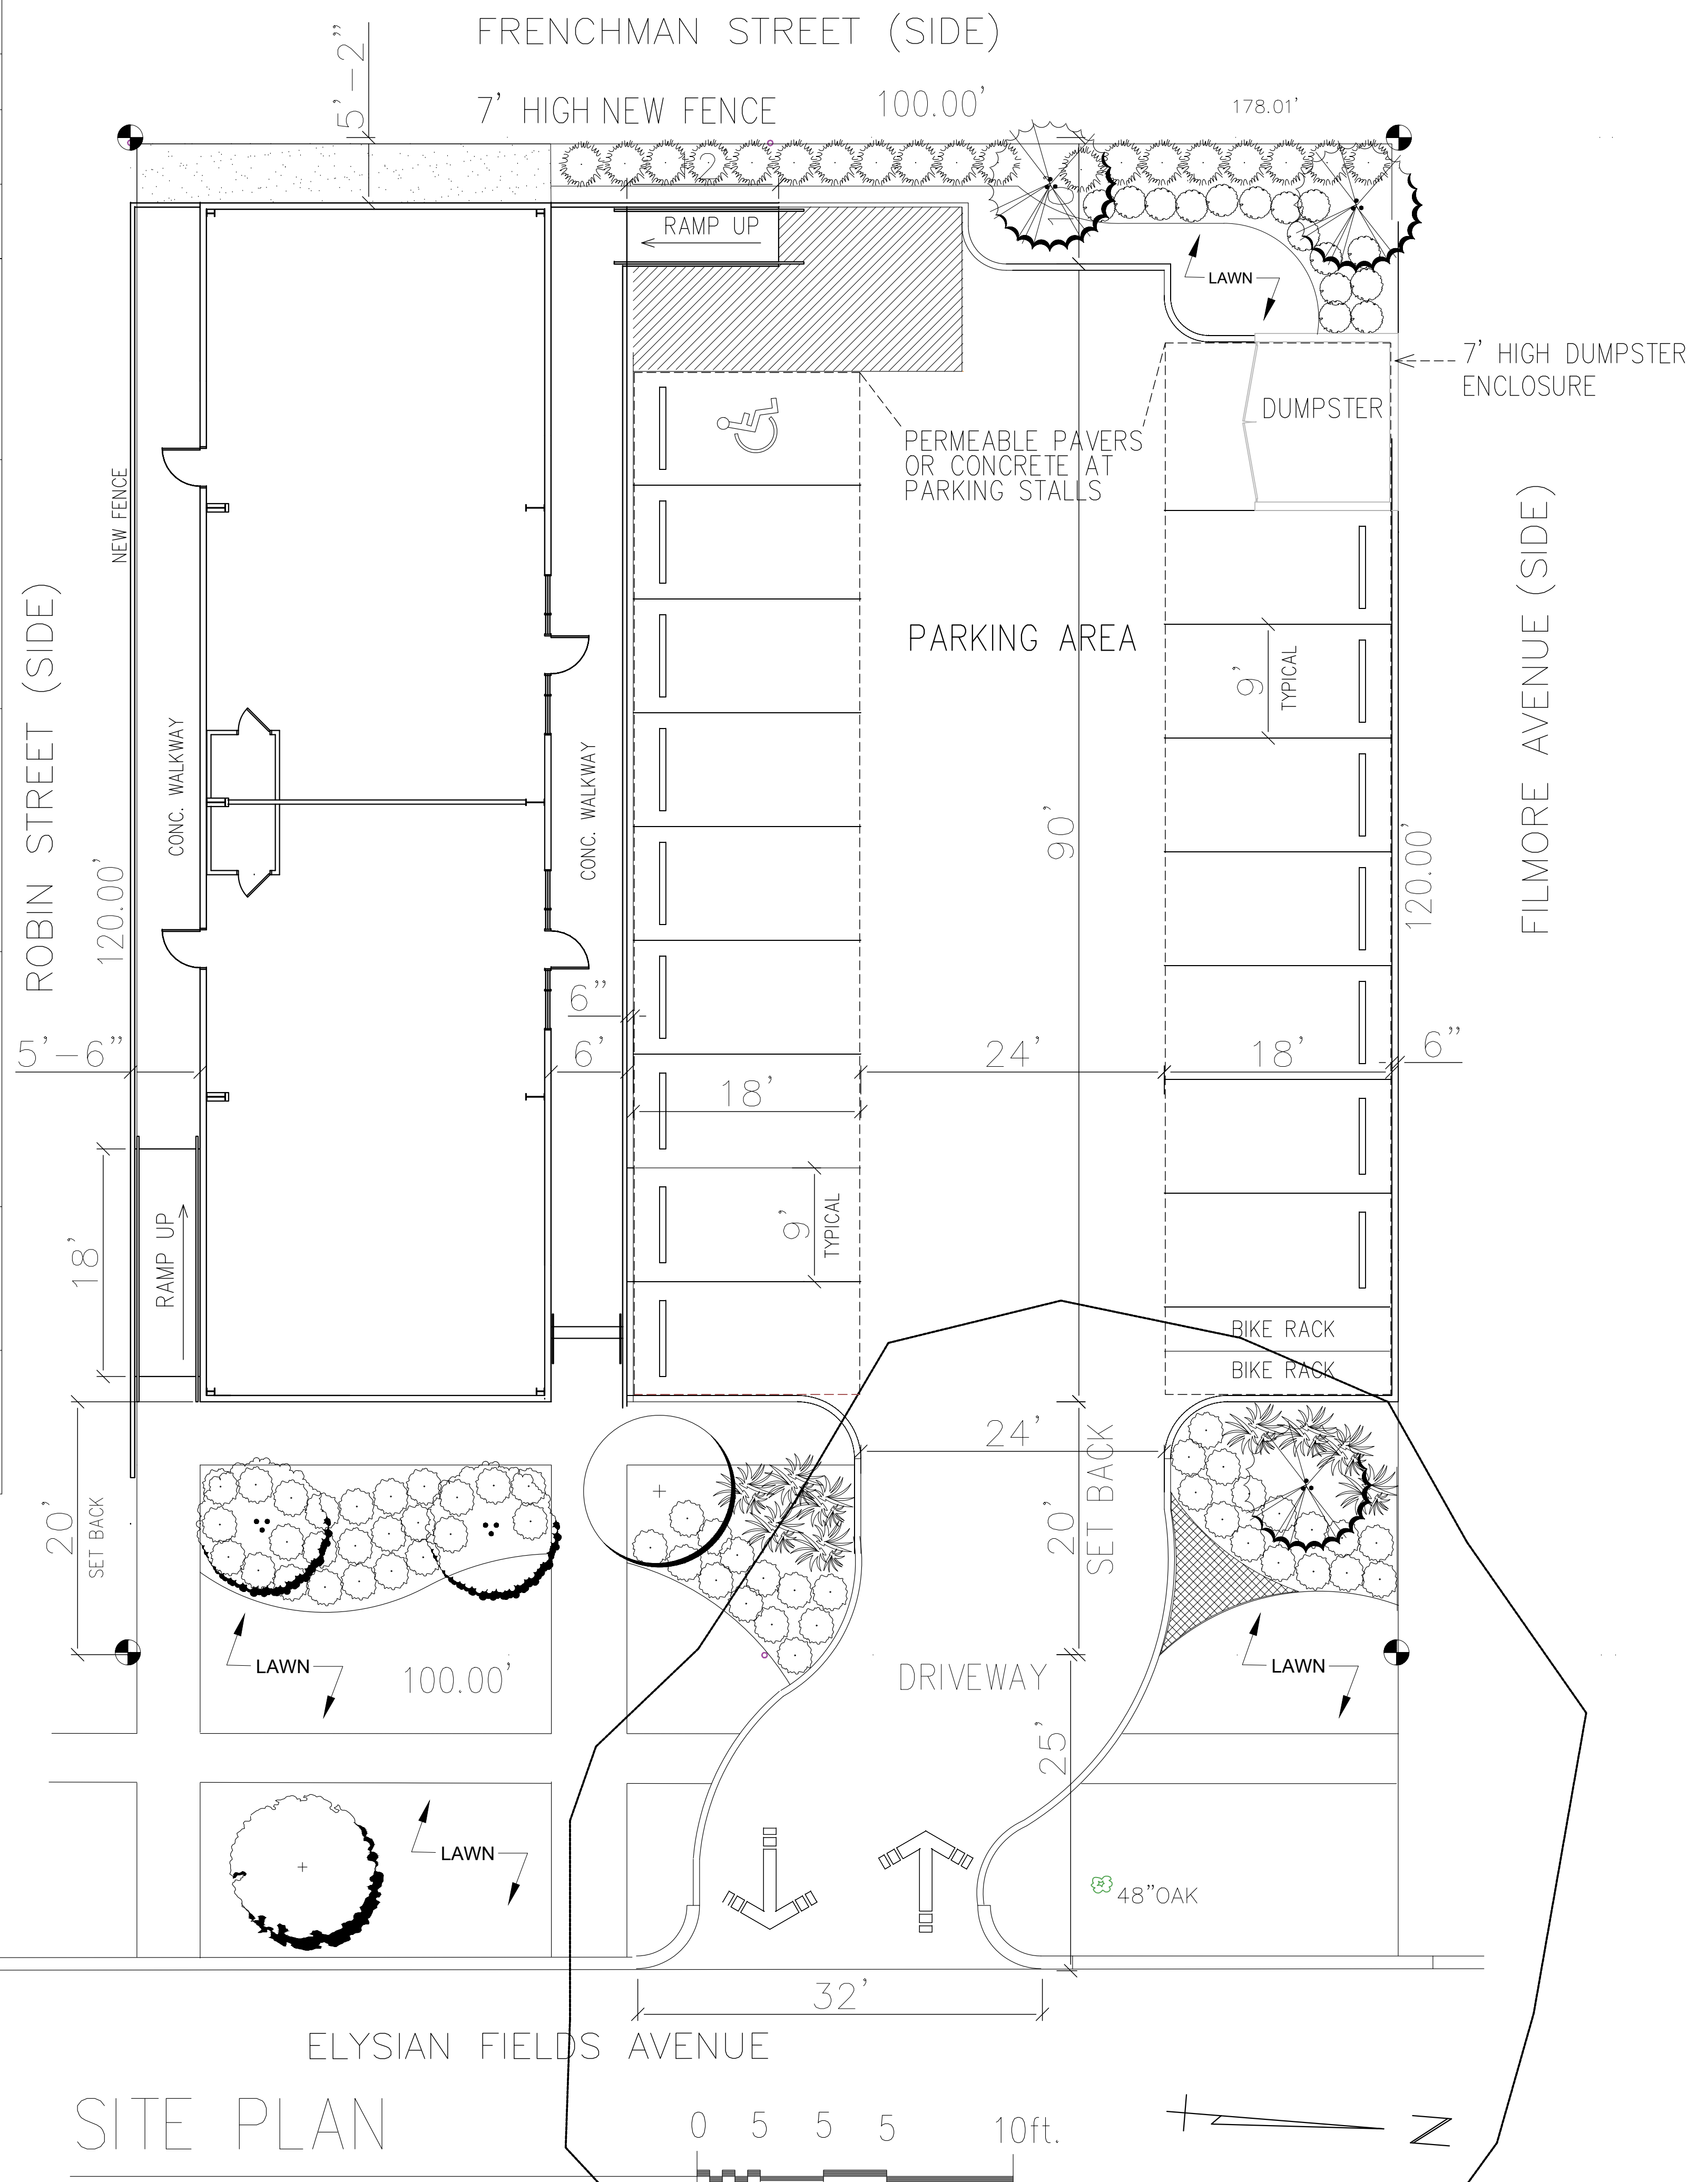 FRENCHMAN STREET (SIDE)
5'-2"
7' HIGH NEW FENCE
100.00'
178.01'
12'
10'
RAMP UP
LAWN
7' HIGH DUMPSTER
ENCLOSURE
DUMPSTER
PERMEABLE PAVERS
OR CONCRETE AT
PARKING STALLS
NEW FENCE
ROBIN STREET (SIDE)
FILMORE AVENUE (SIDE)
PARKING AREA
9'
TYPICAL
CONC. WALKWAY
CONC. WALKWAY
90'
120.00'
120.00'
6"
5'-6"
6'
24'
18'
6"
18'
9'
TYPICAL
18'
RAMP UP
BIKE RACK
BIKE RACK
24'
20'
SET BACK
20'
SET BACK
LAWN
100.00'
DRIVEWAY
LAWN
25'
LAWN
48"OAK
32'
ELYSIAN FIELDS AVENUE
SITE PLAN
0 5 5 5 10ft.
N